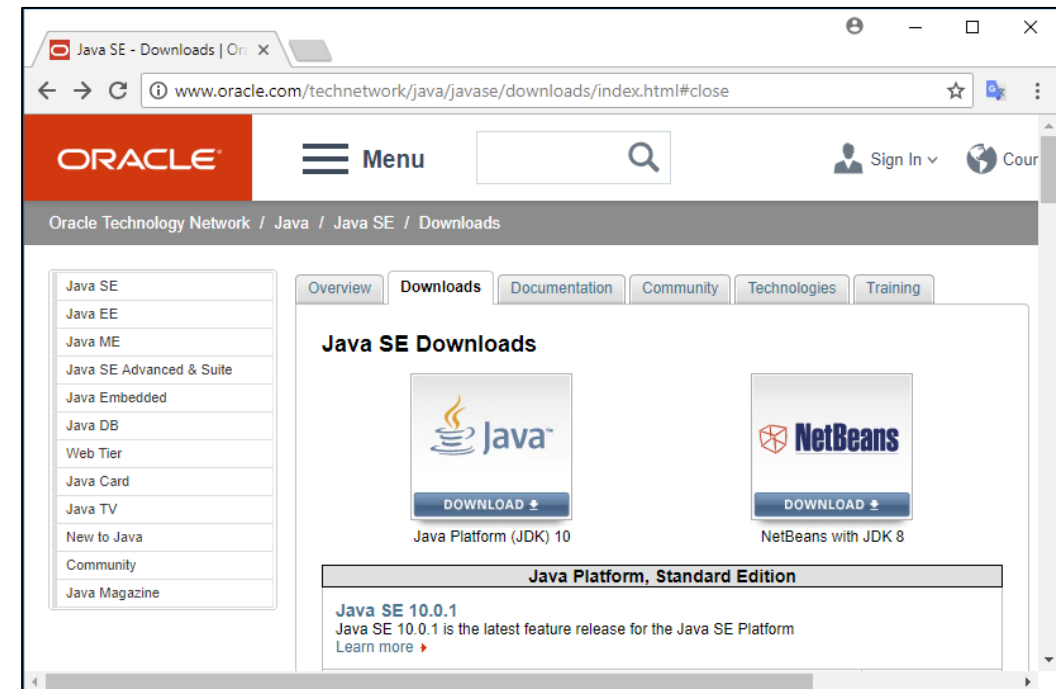 Java SE - Downloads | Ora
www.oracle.com/technetwork/java/javase/downloads/index.html#close
ORACLE
Menu
Sign In
Cour
Oracle Technology Network / Java / Java SE / Downloads
Java SE
Java EE
Java ME
Java SE Advanced & Suite
Java Embedded
Java DB
Web Tier
Java Card
Java TV
New to Java
Community
Java Magazine
Overview Downloads Documentation Community Technologies Training
Java SE Downloads
Java™
DOWNLOAD
Java Platform (JDK) 10
NetBeans
DOWNLOAD
NetBeans with JDK 8
Java Platform, Standard Edition
Java SE 10.0.1
Java SE 10.0.1 is the latest feature release for the Java SE Platform
Learn more